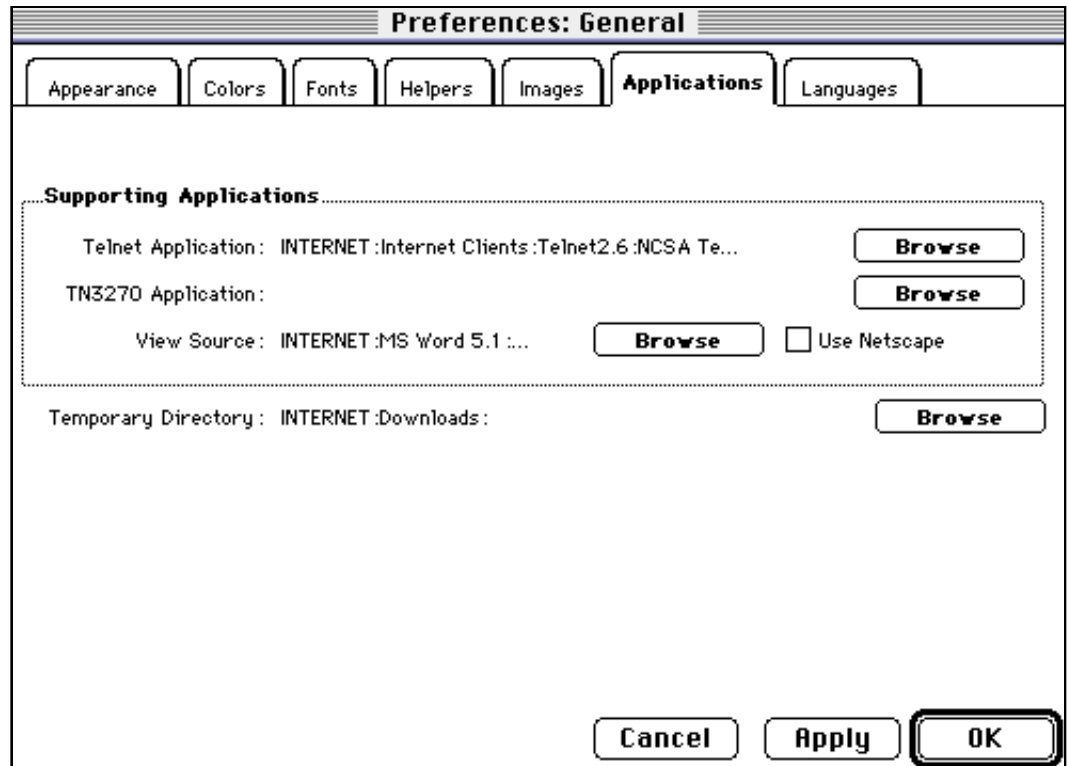 Preferences: General
Appearance Colors Fonts Helpers Images Applications Languages
Supporting Applications
Telnet Application: INTERNET:Internet Clients:Telnet2.6:NCSA Te... Browse
TN3270 Application: Browse
View Source: INTERNET:MS Word 5.1:... Browse Use Netscape
Temporary Directory: INTERNET:Downloads: Browse
Cancel Apply OK